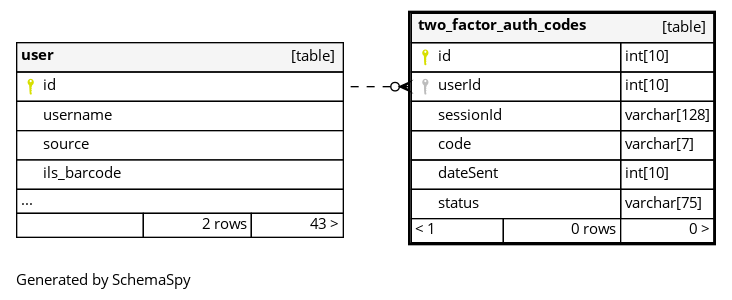 user [table]
id
username
source
ils_barcode
...
2 rows 43 >
two_factor_auth_codes [table]
id int[10]
userId int[10]
sessionId varchar[128]
code varchar[7]
dateSent int[10]
status varchar[75]
< 1 0 rows 0 >
Generated by SchemaSpy